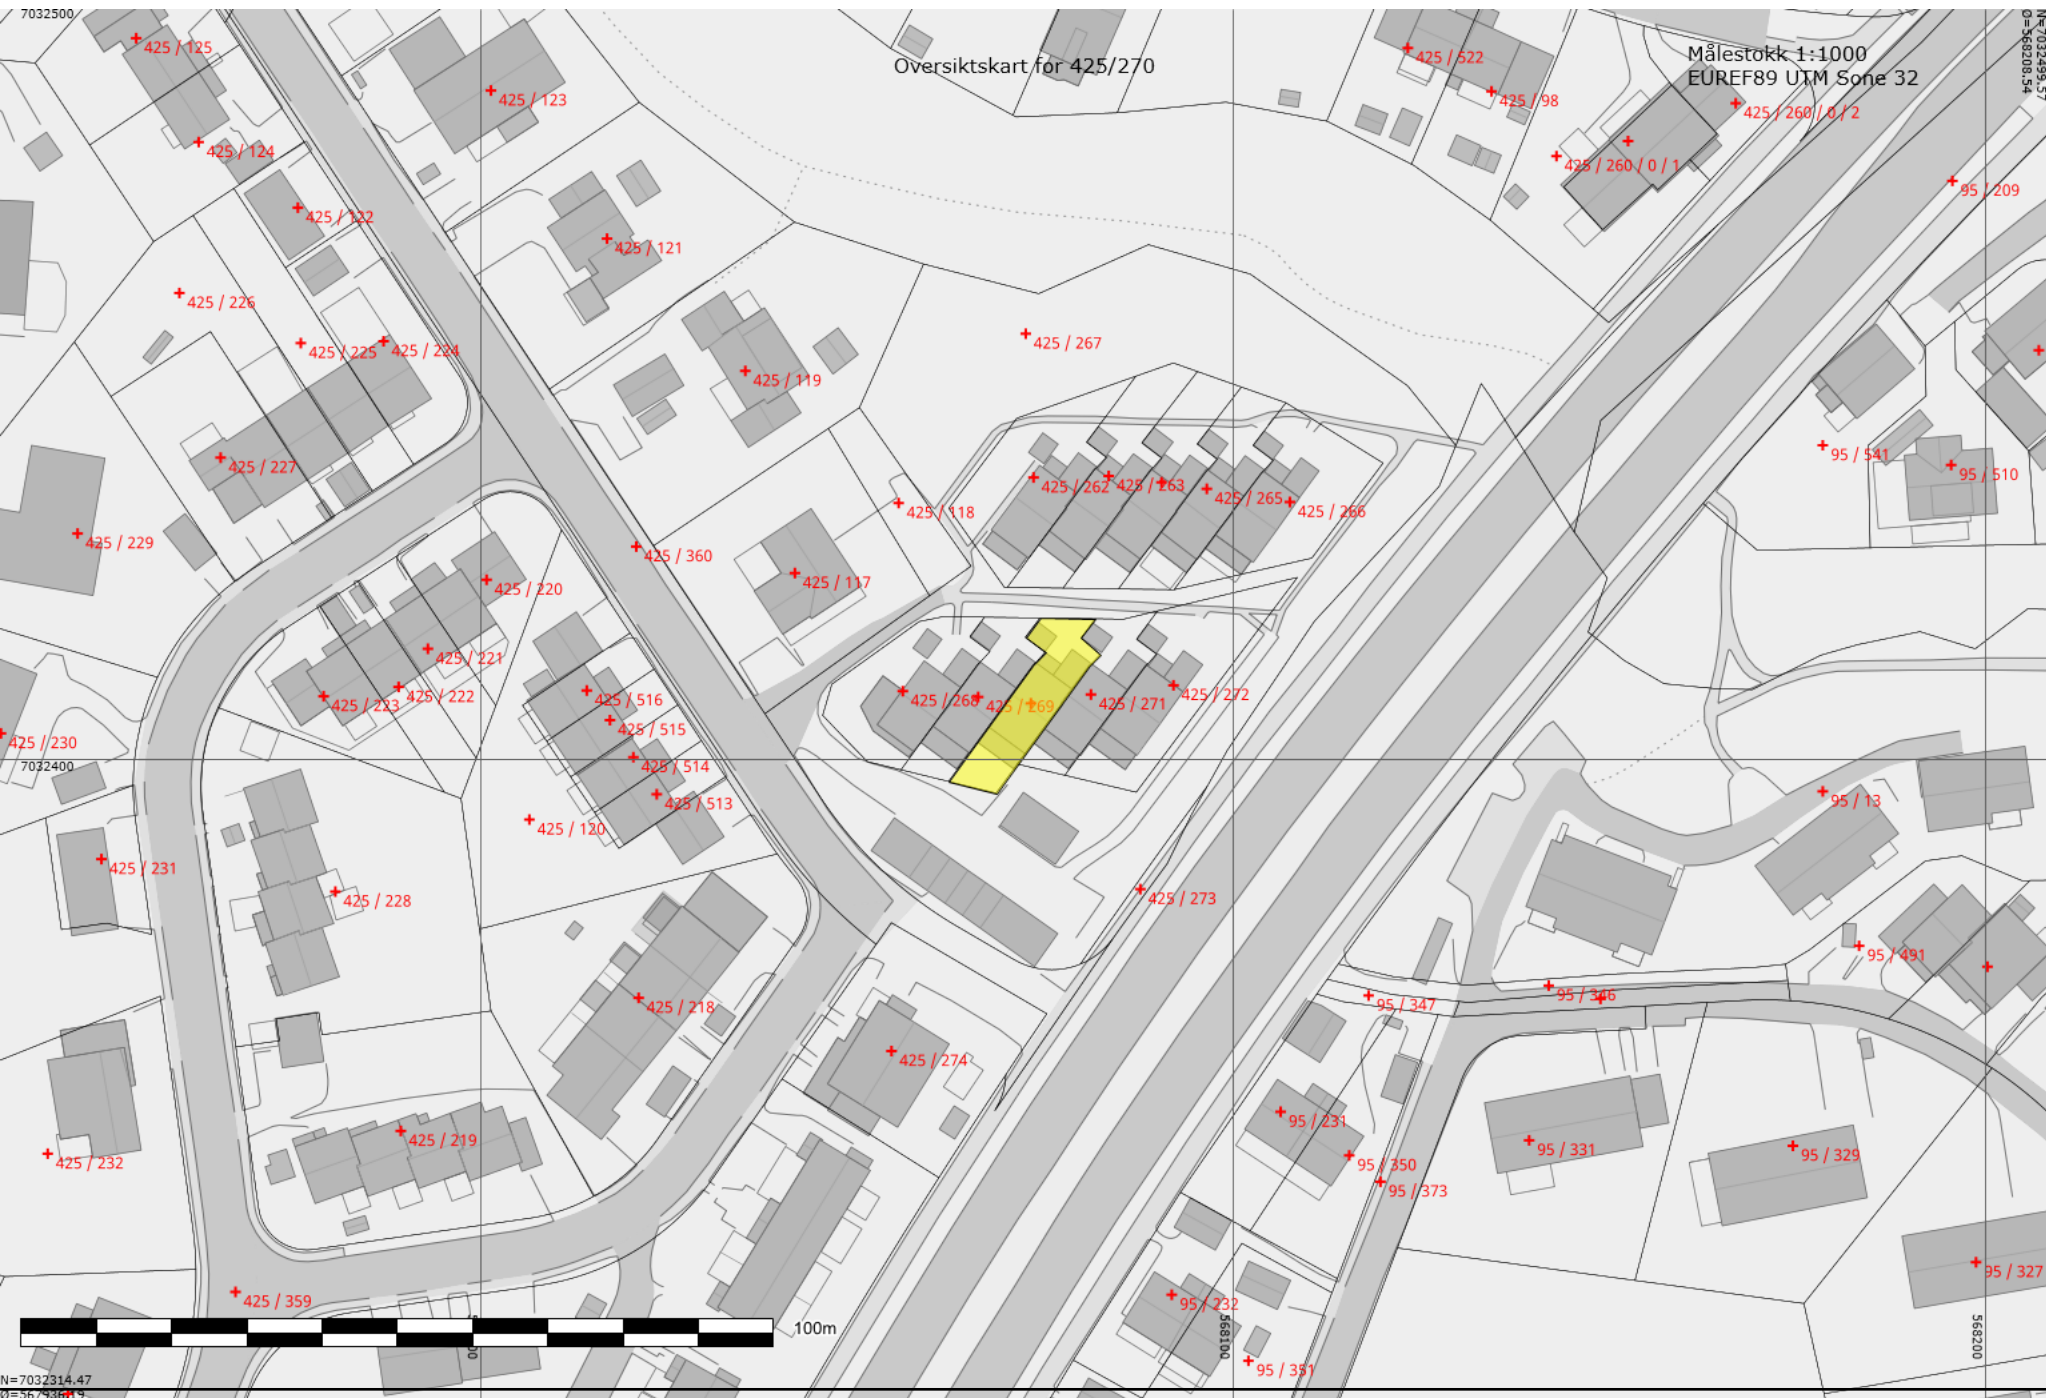 7032500
Oversiktskart for 425/270
Målestokk 1:1000
EUREF89 UTM Sone 32
N=7032499.57
Ø=568208.54
425 / 125
425 / 522
425 / 123
425 / 98
425 / 260 / 0 / 2
425 / 124
425 / 260 / 0 / 1
95 / 209
425 / 122
425 / 121
425 / 226
425 / 267
425 / 225
425 / 224
425 / 119
425 / 227
95 / 541
95 / 510
425 / 262
425 / 263
425 / 265
425 / 266
425 / 118
425 / 229
425 / 360
425 / 117
425 / 220
425 / 221
425 / 222
425 / 223
425 / 516
425 / 268
425 / 269
425 / 271
425 / 272
425 / 515
425 / 230
7032400
425 / 514
425 / 513
95 / 13
425 / 120
425 / 231
425 / 228
425 / 273
95 / 491
425 / 218
95 / 347
95 / 346
425 / 274
425 / 219
95 / 231
95 / 331
95 / 329
425 / 232
95 / 350
95 / 373
95 / 327
425 / 359
95 / 232
100m
568100
568200
95 / 351
N=7032314.47